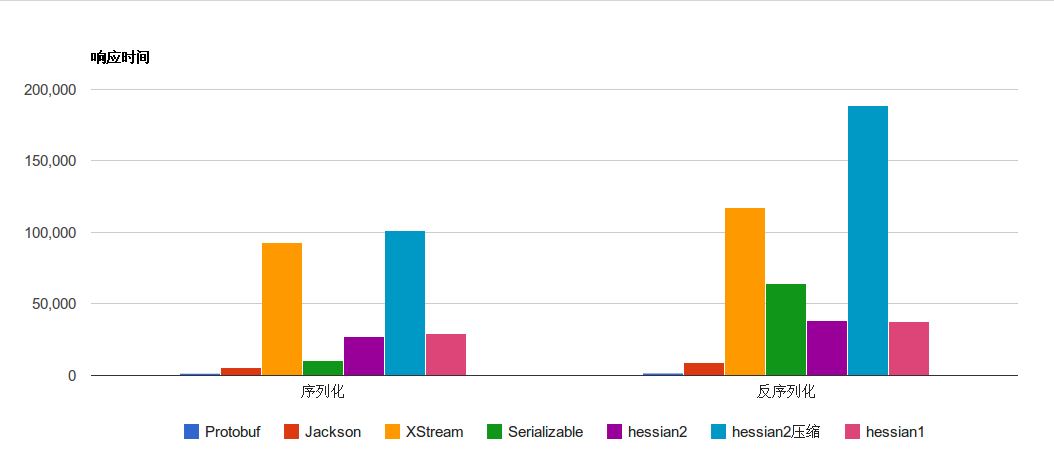 响应时间
200,000
150,000
100,000
50,000
0
序列化 反序列化
Protobuf Jackson XStream Serializable hessian2 hessian2压缩 hessian1